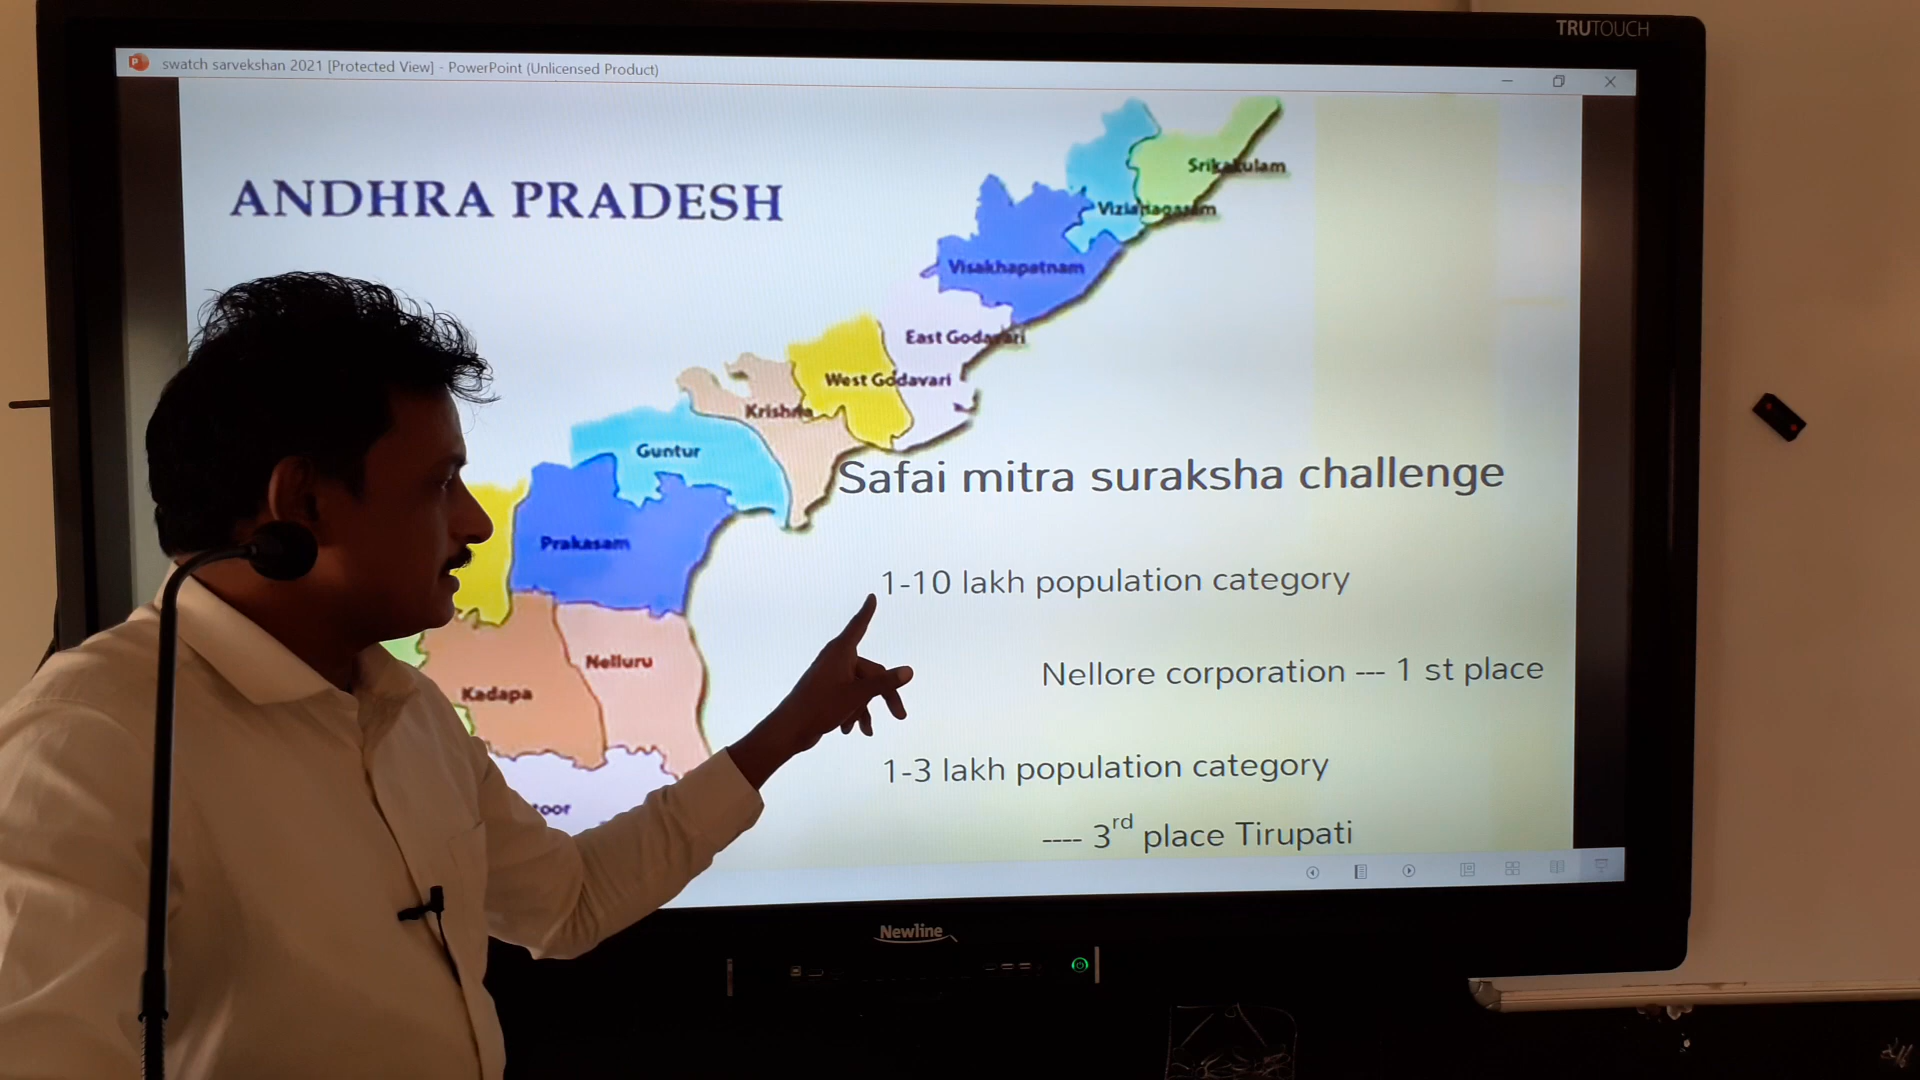 TRUTOUCH
swatch sarvekshan 2021 [Protected View] - PowerPoint (Unlicensed Product)
ANDHRA PRADESH
Srikakulam
Vizianagaram
Visakhapatnam
East Godavari
West Godavari
Krishna
Guntur
Prakasam
Nelluru
Kadapa
toor
Safai mitra suraksha challenge
1-10 lakh population category
Nellore corporation --- 1 st place
1-3 lakh population category
---- 3rd place Tirupati
Newline